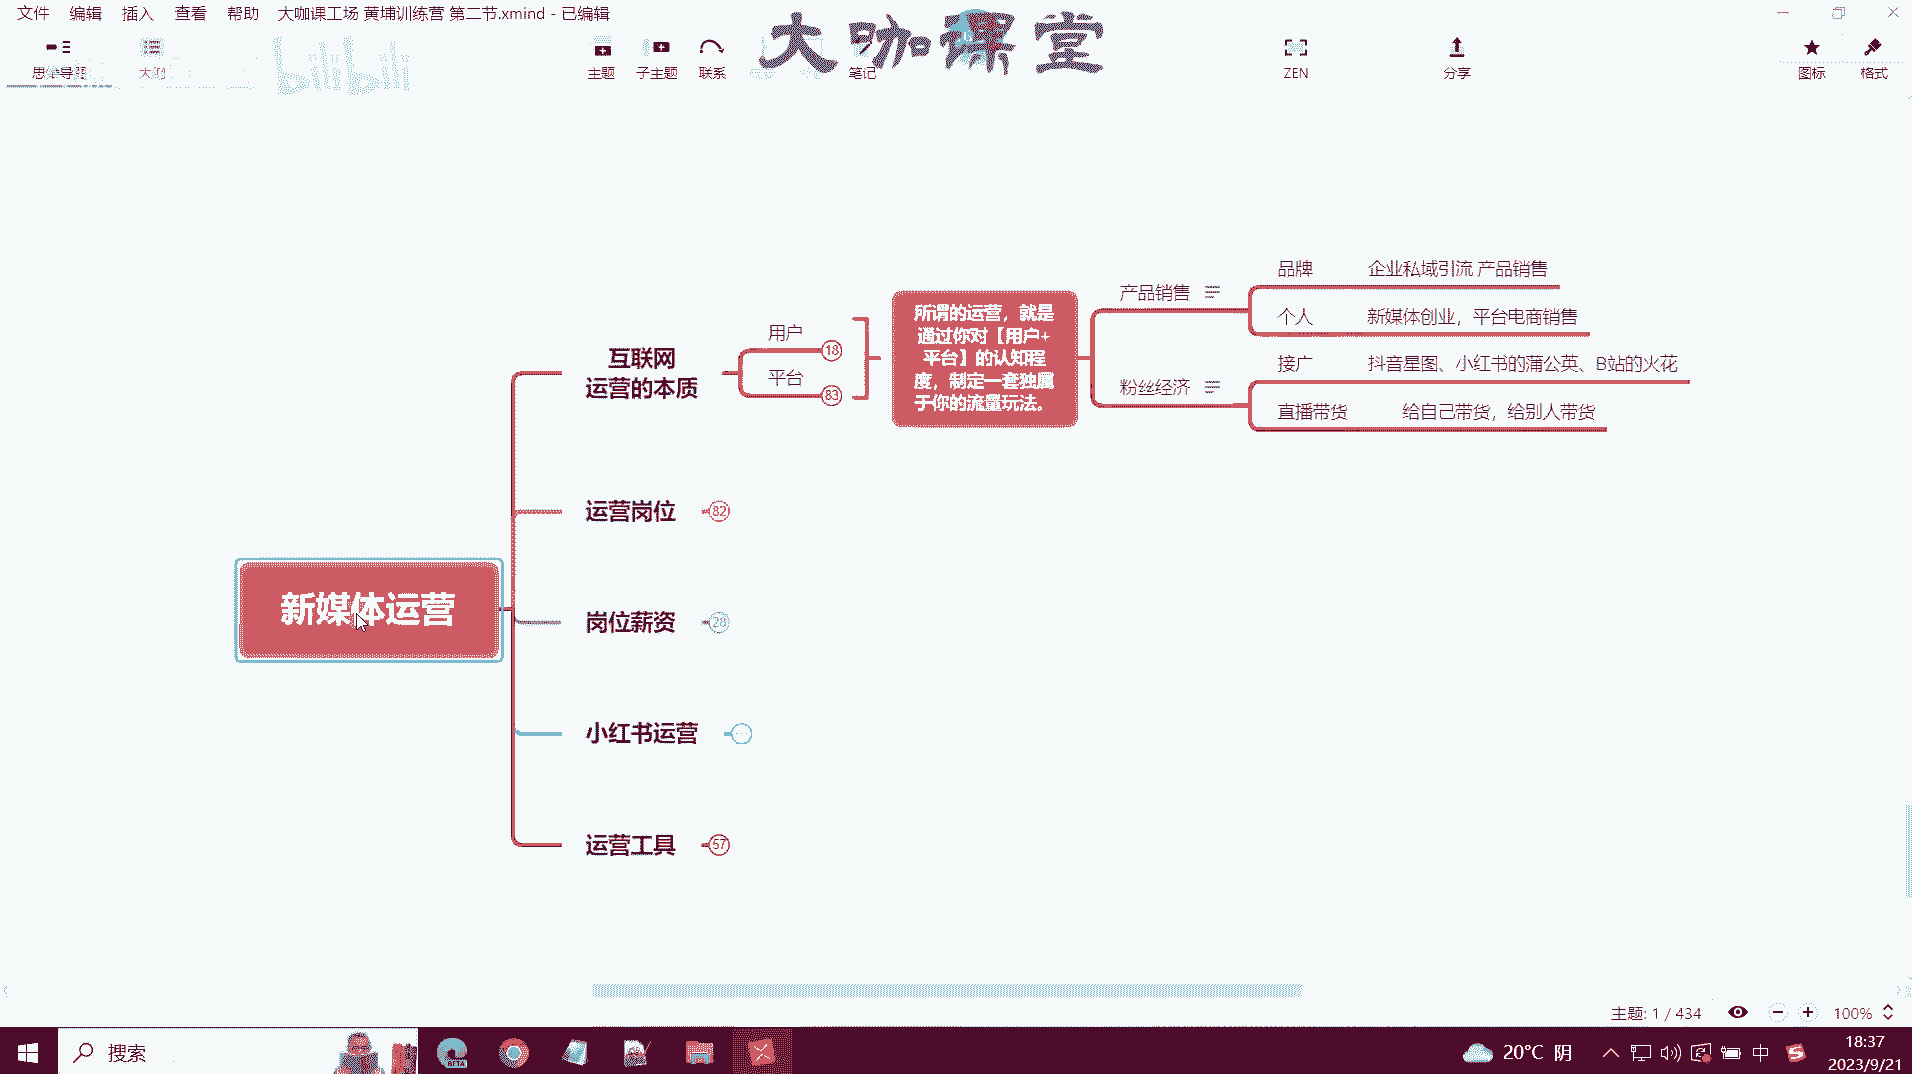 文件 编辑 插入 查看 帮助 大咖课工场 黄埔训练营 第二节.xmind - 已编辑
大咖课堂
bilibili
思维导图 大纲 主题 子主题 联系 笔记 ZEN 分享 图标 格式
品牌 企业私域引流 产品销售
产品销售
个人 新媒体创业，平台电商销售
所谓的运营，就是
通过你对【用户+
平台】的认知程
度，制定一套独属
于你的流量玩法。
用户 18
平台 83
互联网
运营的本质
接广 抖音星图、小红书的蒲公英、B站的火花
粉丝经济
直播带货 给自己带货，给别人带货
运营岗位 82
新媒体运营
岗位薪资 28
小红书运营
运营工具 57
主题: 1 / 434 100%
搜索
BETA
20°C 阴
中
18:37
2023/9/21